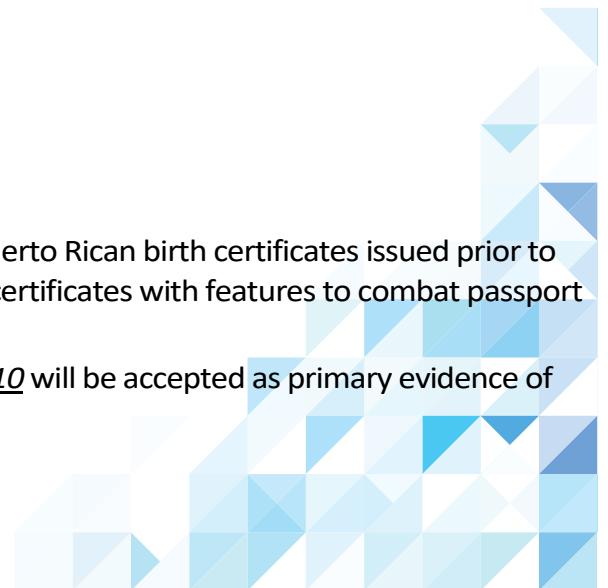 erto Rican birth certificates issued prior to
certificates with features to combat passport
10 will be accepted as primary evidence of